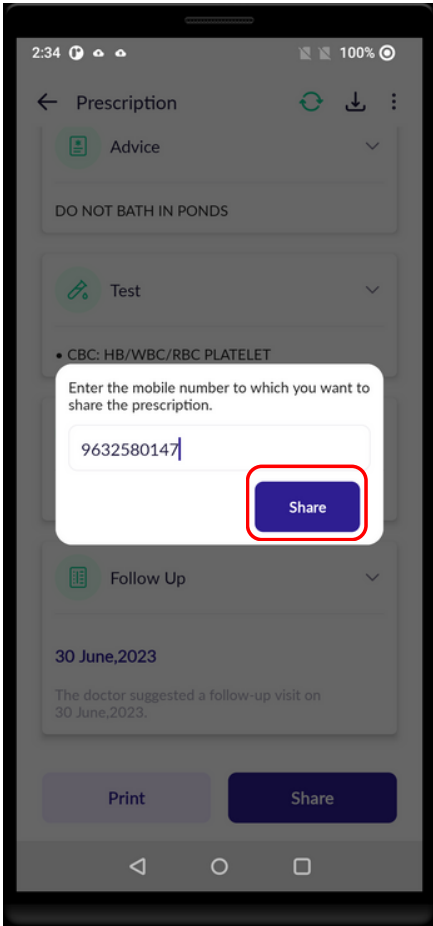 2:34
100%
Prescription
Advice
DO NOT BATH IN PONDS
Test
• CBC: HB/WBC/RBC PLATELET
Enter the mobile number to which you want to
share the prescription.
9632580147
Share
Follow Up
30 June,2023
The doctor suggested a follow-up visit on
30 June,2023.
Print
Share